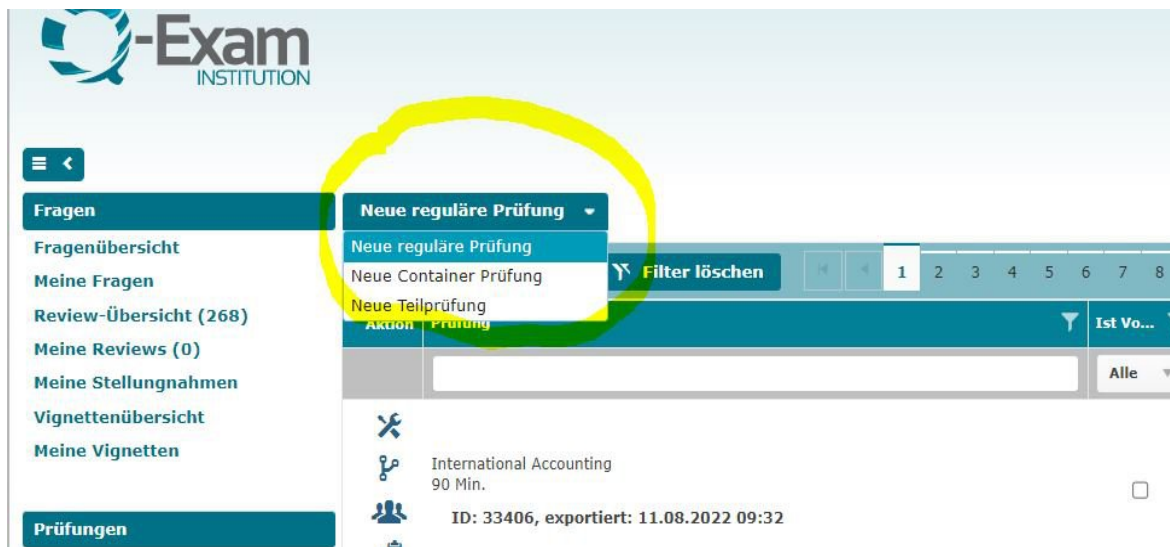 -Exam
INSTITUTION
Fragen
Fragenübersicht
Meine Fragen
Review-Übersicht (268)
Meine Reviews (0)
Meine Stellungnahmen
Vignettenübersicht
Meine Vignetten
Prüfungen
Neue reguläre Prüfung
Neue reguläre Prüfung
Neue Container Prüfung
Neue Teilprüfung
Filter löschen
1 2 3 4 5 6 7 8
Aktion Prüfung Ist Vo...
Alle
International Accounting
90 Min.
ID: 33406, exportiert: 11.08.2022 09:32